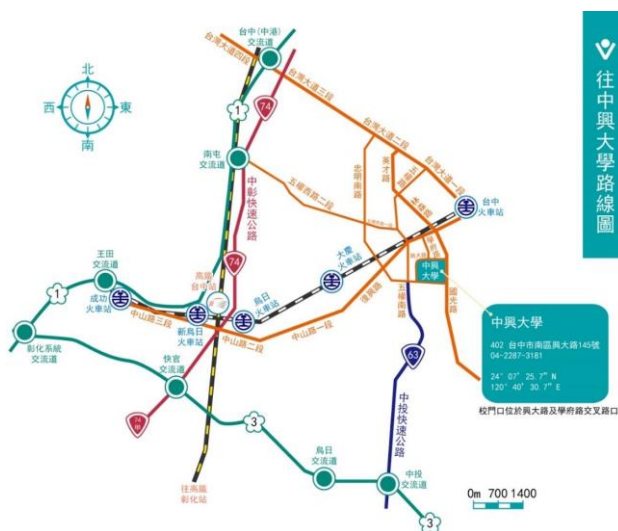 往中興大學路線圖
北
西
東
南
台中(中港)
交流道
台灣大道四段
台灣大道三段
台灣大道二段
台灣大道一段
1
74
南屯
交流道
中彰快速公路
74
五權西路二段
忠明南路
英才路
台中
火車站
大慶
火車站
高鐵
台中站
烏日
火車站
新烏日
火車站
王田
交流道
成功
火車站
1
中山路三段
中山路二段
中山路一段
復興路
五權南路
學府路
興大路
國光路
中興
大學
彰化系統
交流道
快官
交流道
74
甲
3
63
中投快速公路
烏日
交流道
中投
交流道
3
往高鐵
彰化站
中興大學
402 台中市南區興大路145號
04-2287-3181
24° 07' 25.7" N
120° 40' 30.7" E
校門口位於興大路及學府路交叉路口
0m 700 1400